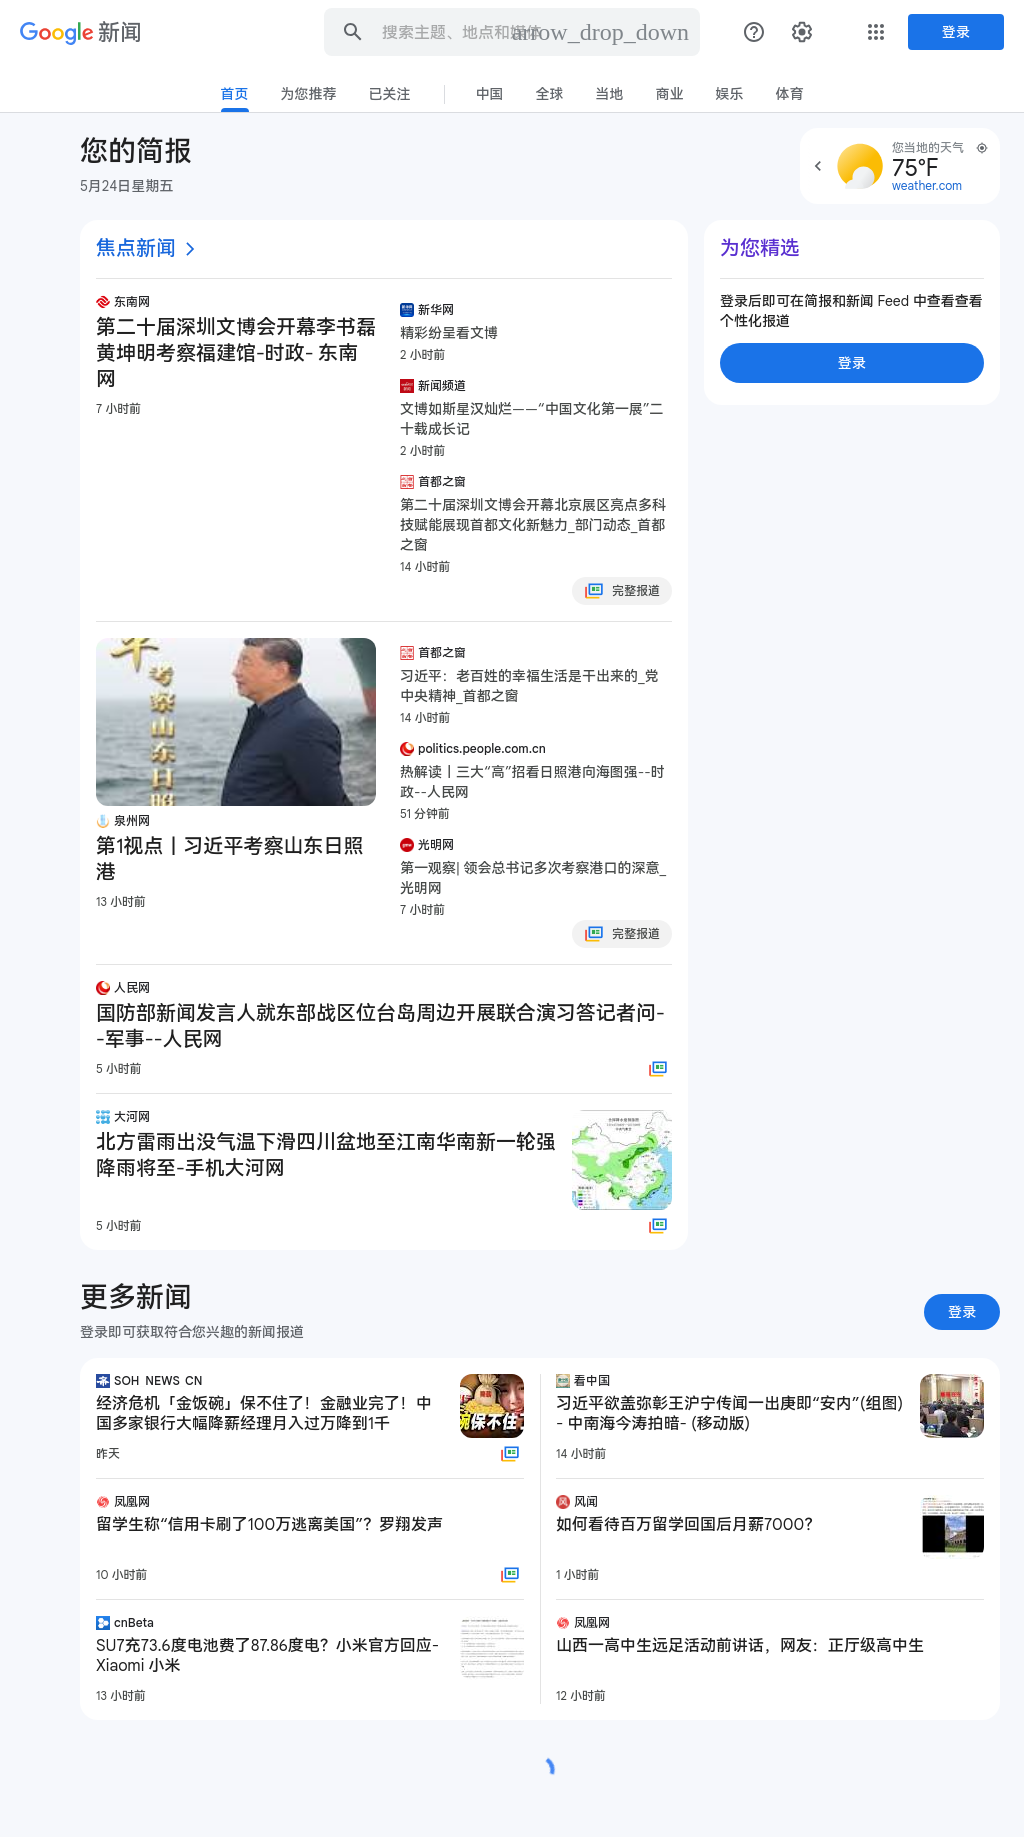 Google 新闻
搜索主题、地点和媒体
arrow_drop_down
登录
首页 为您推荐 已关注 中国 全球 当地 商业 娱乐 体育
您的简报
5月24日星期五
您当地的天气
75°F
weather.com
焦点新闻
东南网
第二十届深圳文博会开幕李书磊
黄坤明考察福建馆-时政- 东南
网
7 小时前
新华网
精彩纷呈看文博
2 小时前
新闻频道
文博如斯星汉灿烂——“中国文化第一展”二
十载成长记
2 小时前
首都之窗
第二十届深圳文博会开幕北京展区亮点多科
技赋能展现首都文化新魅力_部门动态_首都
之窗
14 小时前
完整报道
为您精选
登录后即可在简报和新闻 Feed 中查看查看
个性化报道
登录
考察山东日照
泉州网
第1视点丨习近平考察山东日照
港
13 小时前
首都之窗
习近平：老百姓的幸福生活是干出来的_党
中央精神_首都之窗
14 小时前
politics.people.com.cn
热解读丨三大“高”招看日照港向海图强--时
政--人民网
51 分钟前
光明网
第一观察| 领会总书记多次考察港口的深意_
光明网
7 小时前
完整报道
人民网
国防部新闻发言人就东部战区位台岛周边开展联合演习答记者问-
-军事--人民网
5 小时前
大河网
北方雷雨出没气温下滑四川盆地至江南华南新一轮强
降雨将至-手机大河网
5 小时前
更多新闻
登录即可获取符合您兴趣的新闻报道
登录
SOH_NEWS_CN
经济危机「金饭碗」保不住了！金融业完了！中
国多家银行大幅降薪经理月入过万降到1千
昨天
碗保不住了
看中国
习近平欲盖弥彰王沪宁传闻一出庚即“安内”(组图)
- 中南海今涛拍暗- (移动版)
14 小时前
凤凰网
留学生称“信用卡刷了100万逃离美国”？罗翔发声
10 小时前
风闻
如何看待百万留学回国后月薪7000？
1 小时前
cnBeta
SU7充73.6度电池费了87.86度电？小米官方回应-
Xiaomi 小米
13 小时前
凤凰网
山西一高中生远足活动前讲话，网友：正厅级高中生
12 小时前